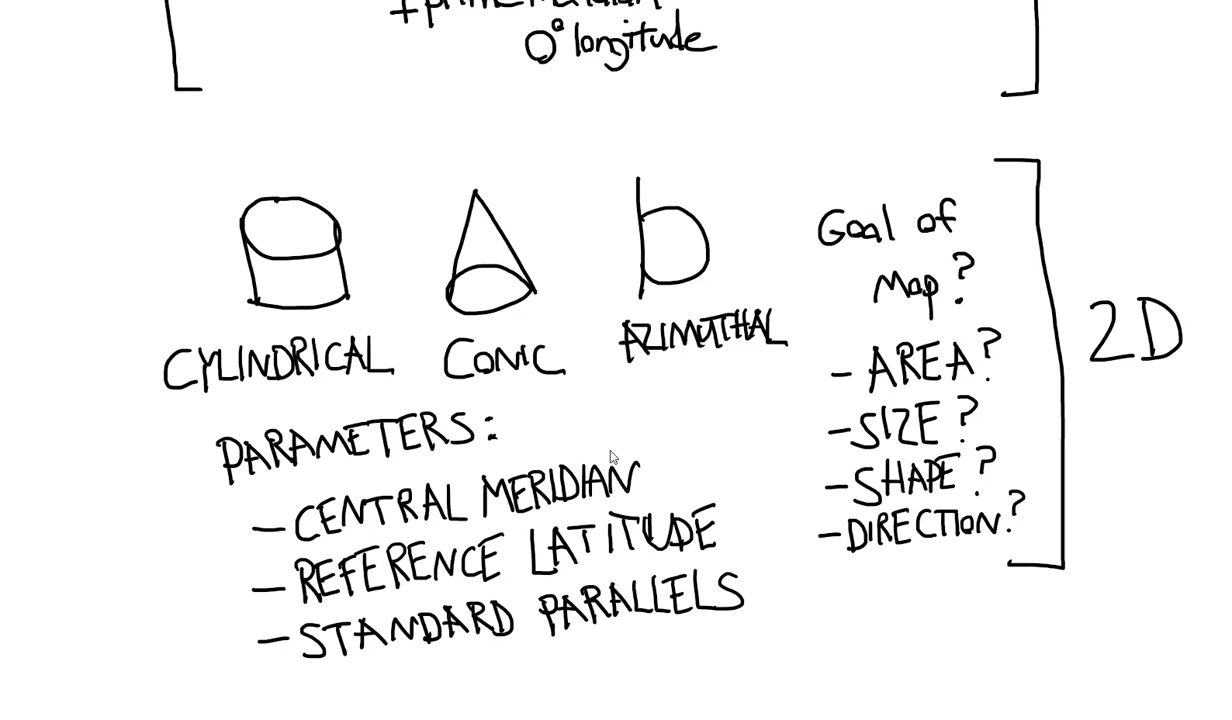 0° longitude
CYLINDRICAL
CONIC
AZIMUTHAL
PARAMETERS:
- CENTRAL MERIDIAN
- REFERENCE LATITUDE
- STANDARD PARALLELS
Goal of
Map?
- AREA?
- SIZE?
- SHAPE?
- DIRECTION?
2D